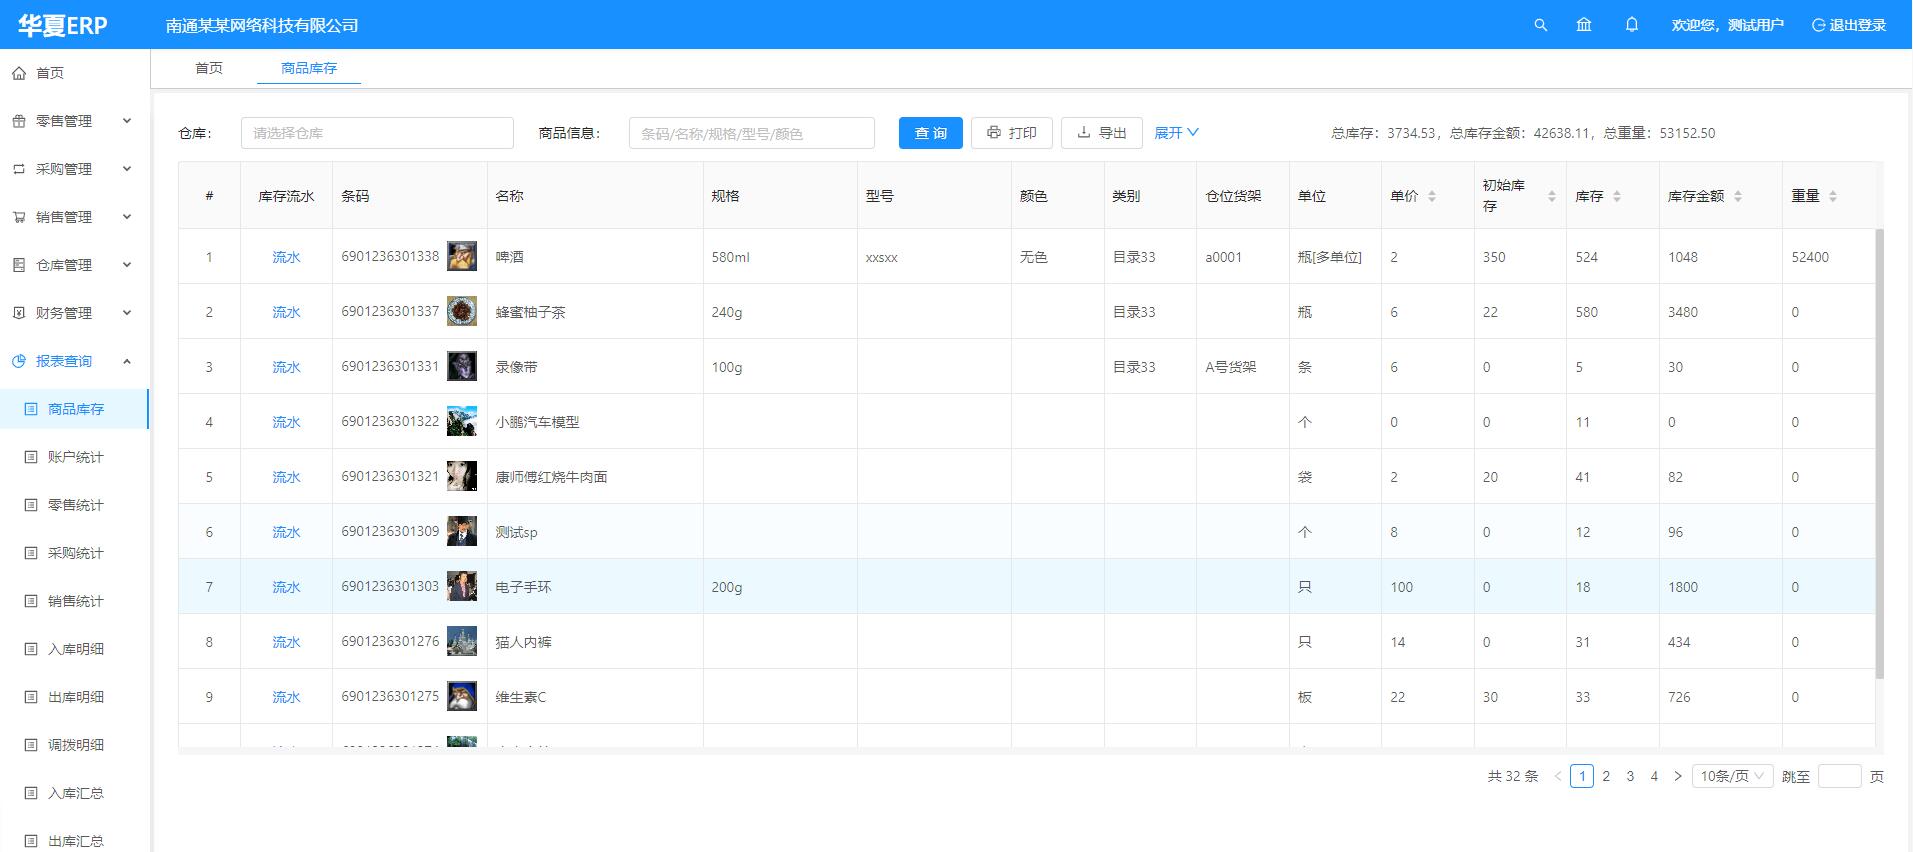 华夏ERP 南通某某网络科技有限公司 欢迎您，测试用户 退出登录
首页
零售管理
采购管理
销售管理
仓库管理
财务管理
报表查询
商品库存
账户统计
零售统计
采购统计
销售统计
入库明细
出库明细
调拨明细
入库汇总
出库汇总
首页 商品库存
仓库： 请选择仓库 商品信息： 条码/名称/规格/型号/颜色 查询 打印 导出 展开 总库存：3734.53，总库存金额：42638.11，总重量：53152.50
# 库存流水 条码 名称 规格 型号 颜色 类别 仓位货架 单位 单价 初始库存 库存 库存金额 重量
1 流水 6901236301338 啤酒 580ml xxsxx 无色 目录33 a0001 瓶[多单位] 2 350 524 1048 52400
2 流水 6901236301337 蜂蜜柚子茶 240g 目录33 瓶 6 22 580 3480 0
3 流水 6901236301331 录像带 100g 目录33 A号货架 条 6 0 5 30 0
4 流水 6901236301322 小鹏汽车模型 个 0 0 11 0 0
5 流水 6901236301321 康师傅红烧牛肉面 袋 2 20 41 82 0
6 流水 6901236301309 测试sp 个 8 0 12 96 0
7 流水 6901236301303 电子手环 200g 只 100 0 18 1800 0
8 流水 6901236301276 猫人内裤 只 14 0 31 434 0
9 流水 6901236301275 维生素C 板 22 30 33 726 0
共 32 条 < 1 2 3 4 > 10条/页 跳至 页